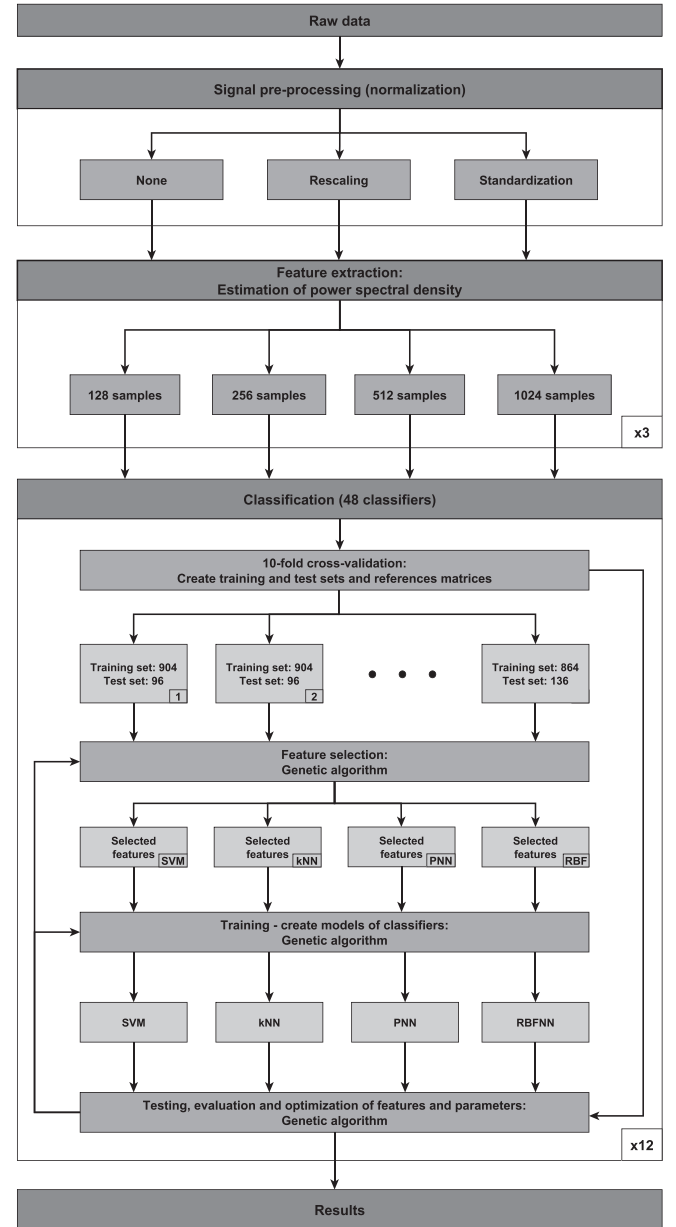 Raw data
Signal pre-processing (normalization)
None
Rescaling
Standardization
Feature extraction:
Estimation of power spectral density
128 samples
256 samples
512 samples
1024 samples
x3
Classification (48 classifiers)
10-fold cross-validation:
Create training and test sets and references matrices
Training set: 904
Test set: 96
1
Training set: 904
Test set: 96
2
• • •
Training set: 864
Test set: 136
Feature selection:
Genetic algorithm
Selected
features
SVM
Selected
features
kNN
Selected
features
PNN
Selected
features
RBF
Training - create models of classifiers:
Genetic algorithm
SVM
kNN
PNN
RBFNN
Testing, evaluation and optimization of features and parameters:
Genetic algorithm
x12
Results